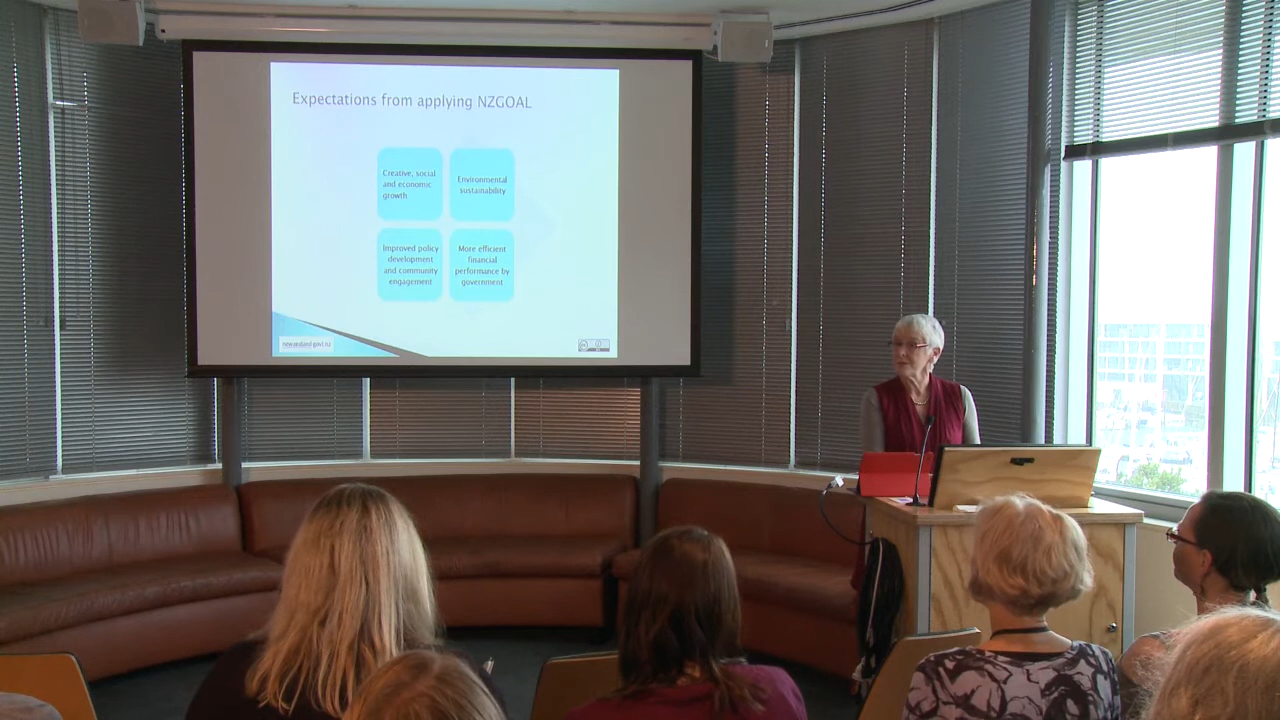 Expectations from applying NZGOAL
Creative, social
and economic
growth
Environmental
sustainability
Improved policy
development
and community
engagement
More efficient
financial
performance by
government
newzealand.govt.nz